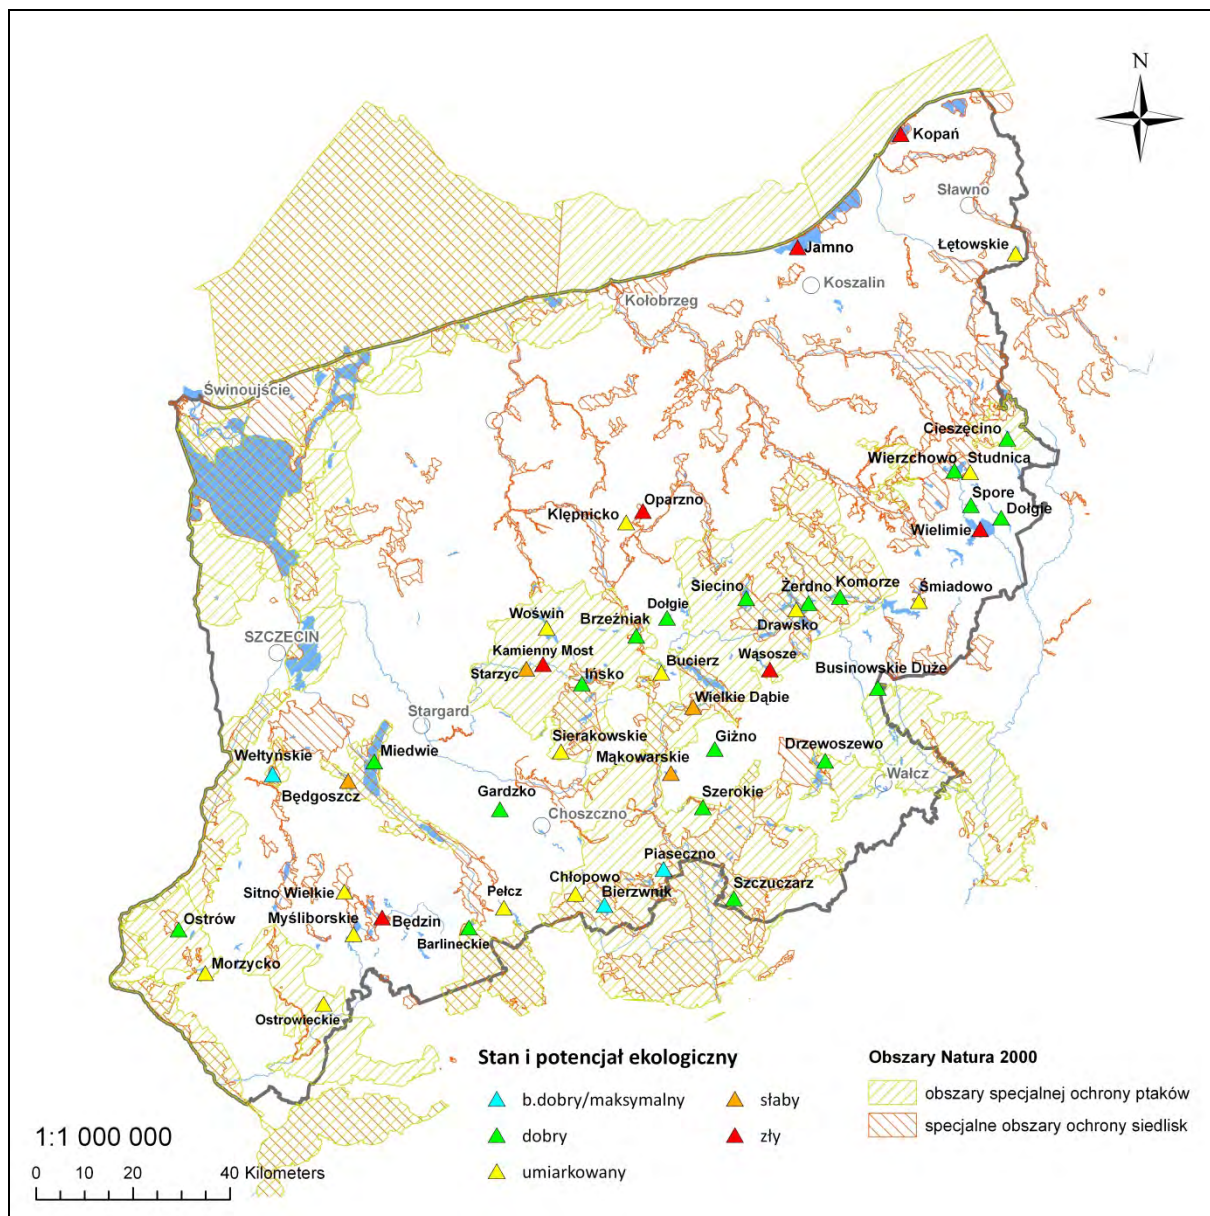 N
Kopań
Sławno
Jamno
Łętowskie
Koszalin
Kołobrzeg
Świnoujście
Cieszęcino
Wierzchowo
Studnica
Oparzno
Spore
Klępnicko
Dołgie
Wielimie
Siecino
Żerdno
Komorze
Śmiadowo
Woświn
Dołgie
Brzeźniak
Drawsko
SZCZECIN
Kamienny Most
Bucierz
Wąsosze
Businowskie Duże
Starzyc
Ińsko
Wielkie Dąbie
Stargard
Sierakowskie
Giżno
Wełtyńskie
Miedwie
Mąkowarskie
Drzewoszewo
Wałcz
Będgoszcz
Gardzko
Szerokie
Choszczno
Piaseczno
Chłopowo
Szczuczarz
Sitno Wielkie
Pełcz
Bierzwnik
Ostrów
Myśliborskie
Będzin
Barlineckie
Morzycko
Ostrowieckie
Stan i potencjał ekologiczny
b.dobry/maksymalny
dobry
umiarkowany
słaby
zły
Obszary Natura 2000
obszary specjalnej ochrony ptaków
specjalne obszary ochrony siedlisk
1:1 000 000
0 10 20 40 Kilometers